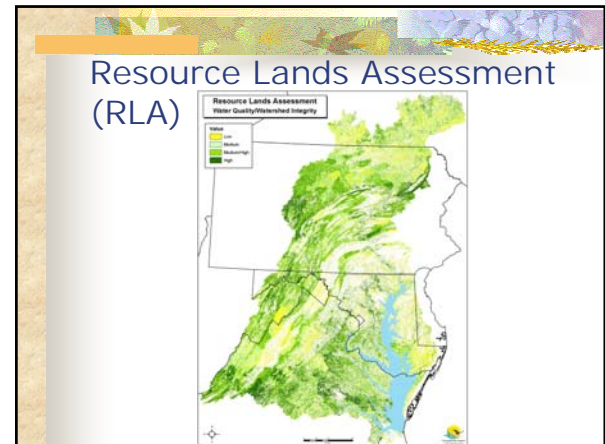 Resource Lands Assessment
(RLA)
Resource Lands Assessment
Water Quality/Watershed Integrity
Value
Low
Medium
Medium/High
High